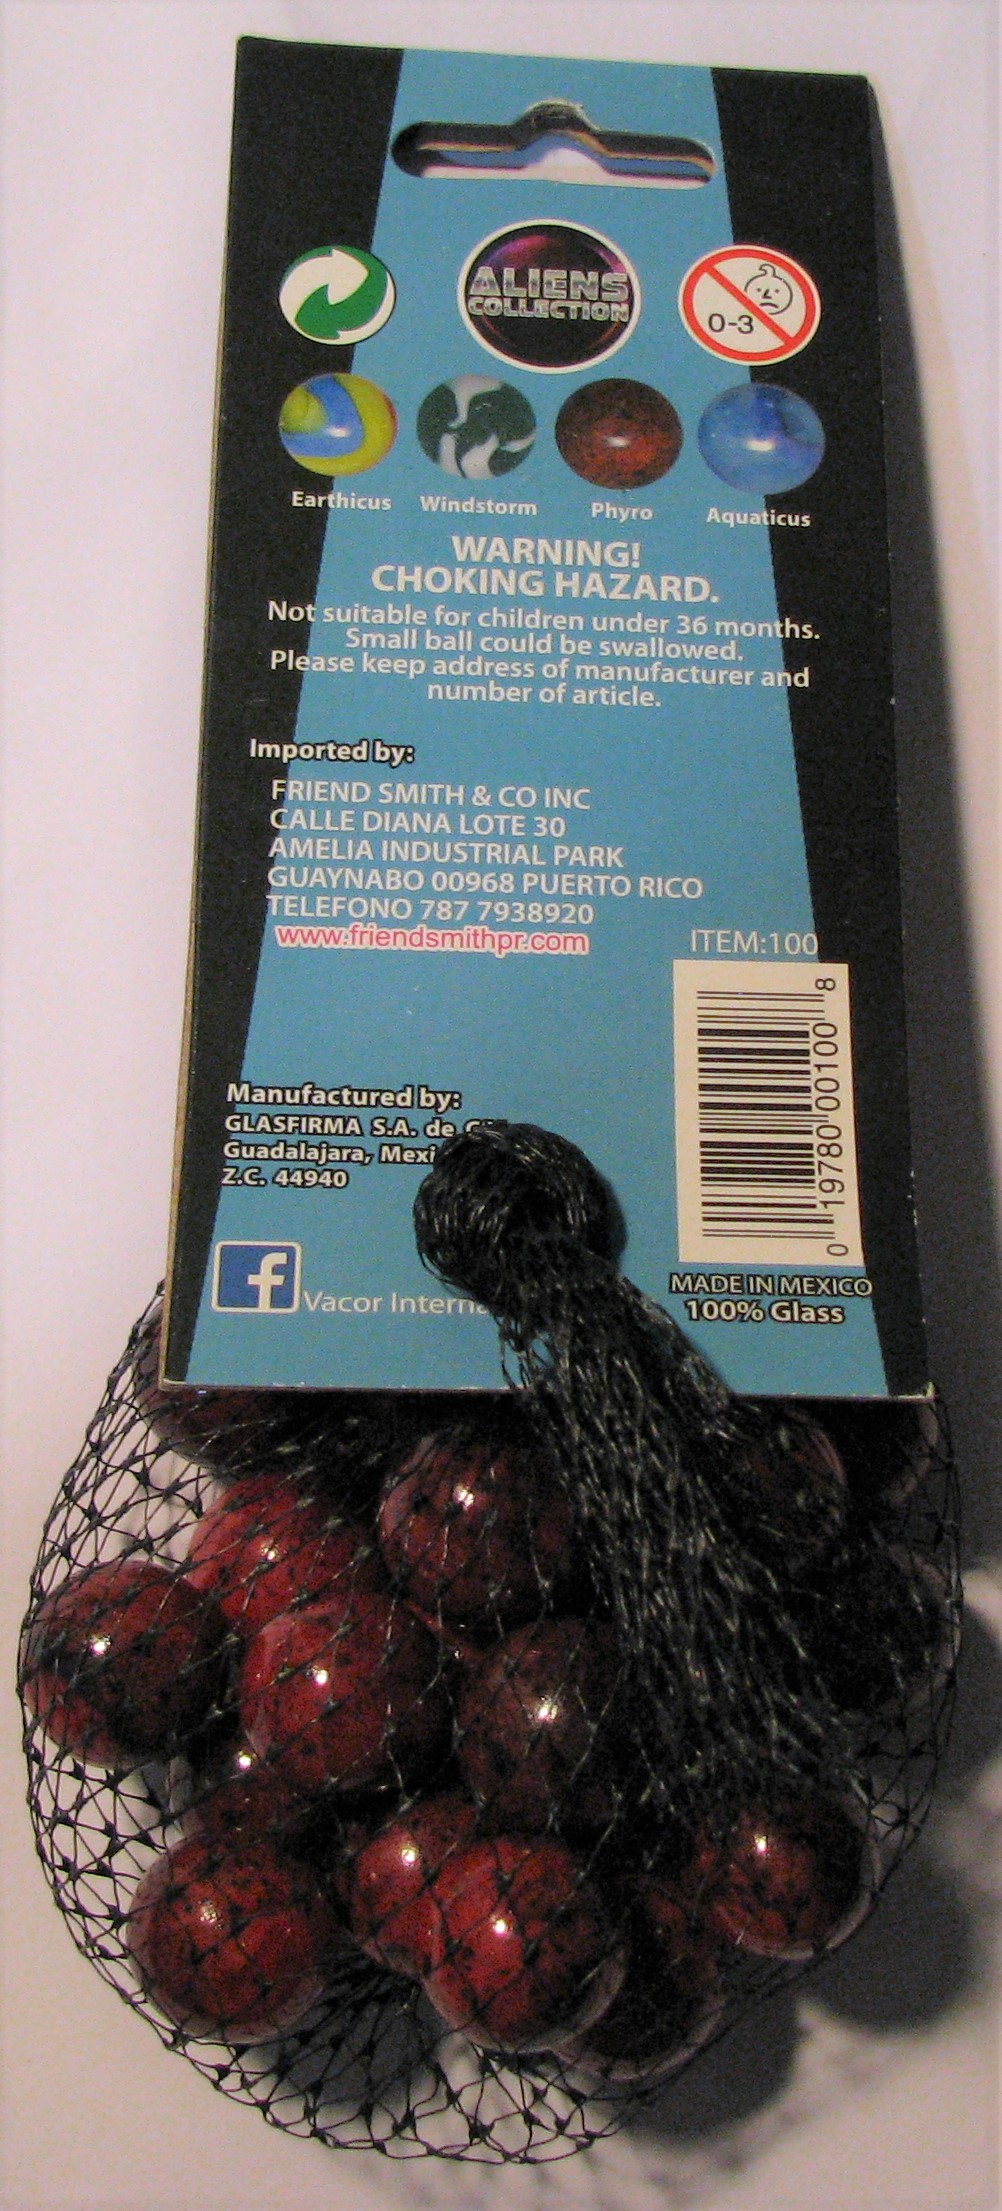 ALIENS
COLLECTION
0-3
Earthicus Windstorm Phyro Aquaticus
WARNING!
CHOKING HAZARD.
Not suitable for children under 36 months.
Small ball could be swallowed.
Please keep address of manufacturer and
number of article.
Imported by:
FRIEND SMITH & CO INC
CALLE DIANA LOTE 30
AMELIA INDUSTRIAL PARK
GUAYNABO 00968 PUERTO RICO
TELEFONO 787 7938920
www.friendsmithpr.com
ITEM:100
0 19780 00100 8
Manufactured by:
GLASFIRMA S.A. de
Guadalajara,
Z.C. 44940
f
Vacor
MADE IN MEXICO
100% Glass